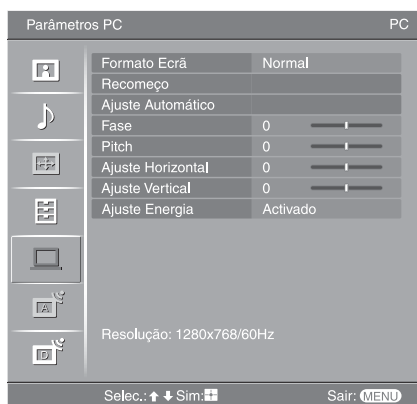 Parâmetros PC PC
Formato Ecrã Normal
Recomeço
Ajuste Automático
Fase 0
Pitch 0
Ajuste Horizontal 0
Ajuste Vertical 0
Ajuste Energia Activado
A
D
Resolução: 1280x768/60Hz
Selec.: Sim: Sair: MENU